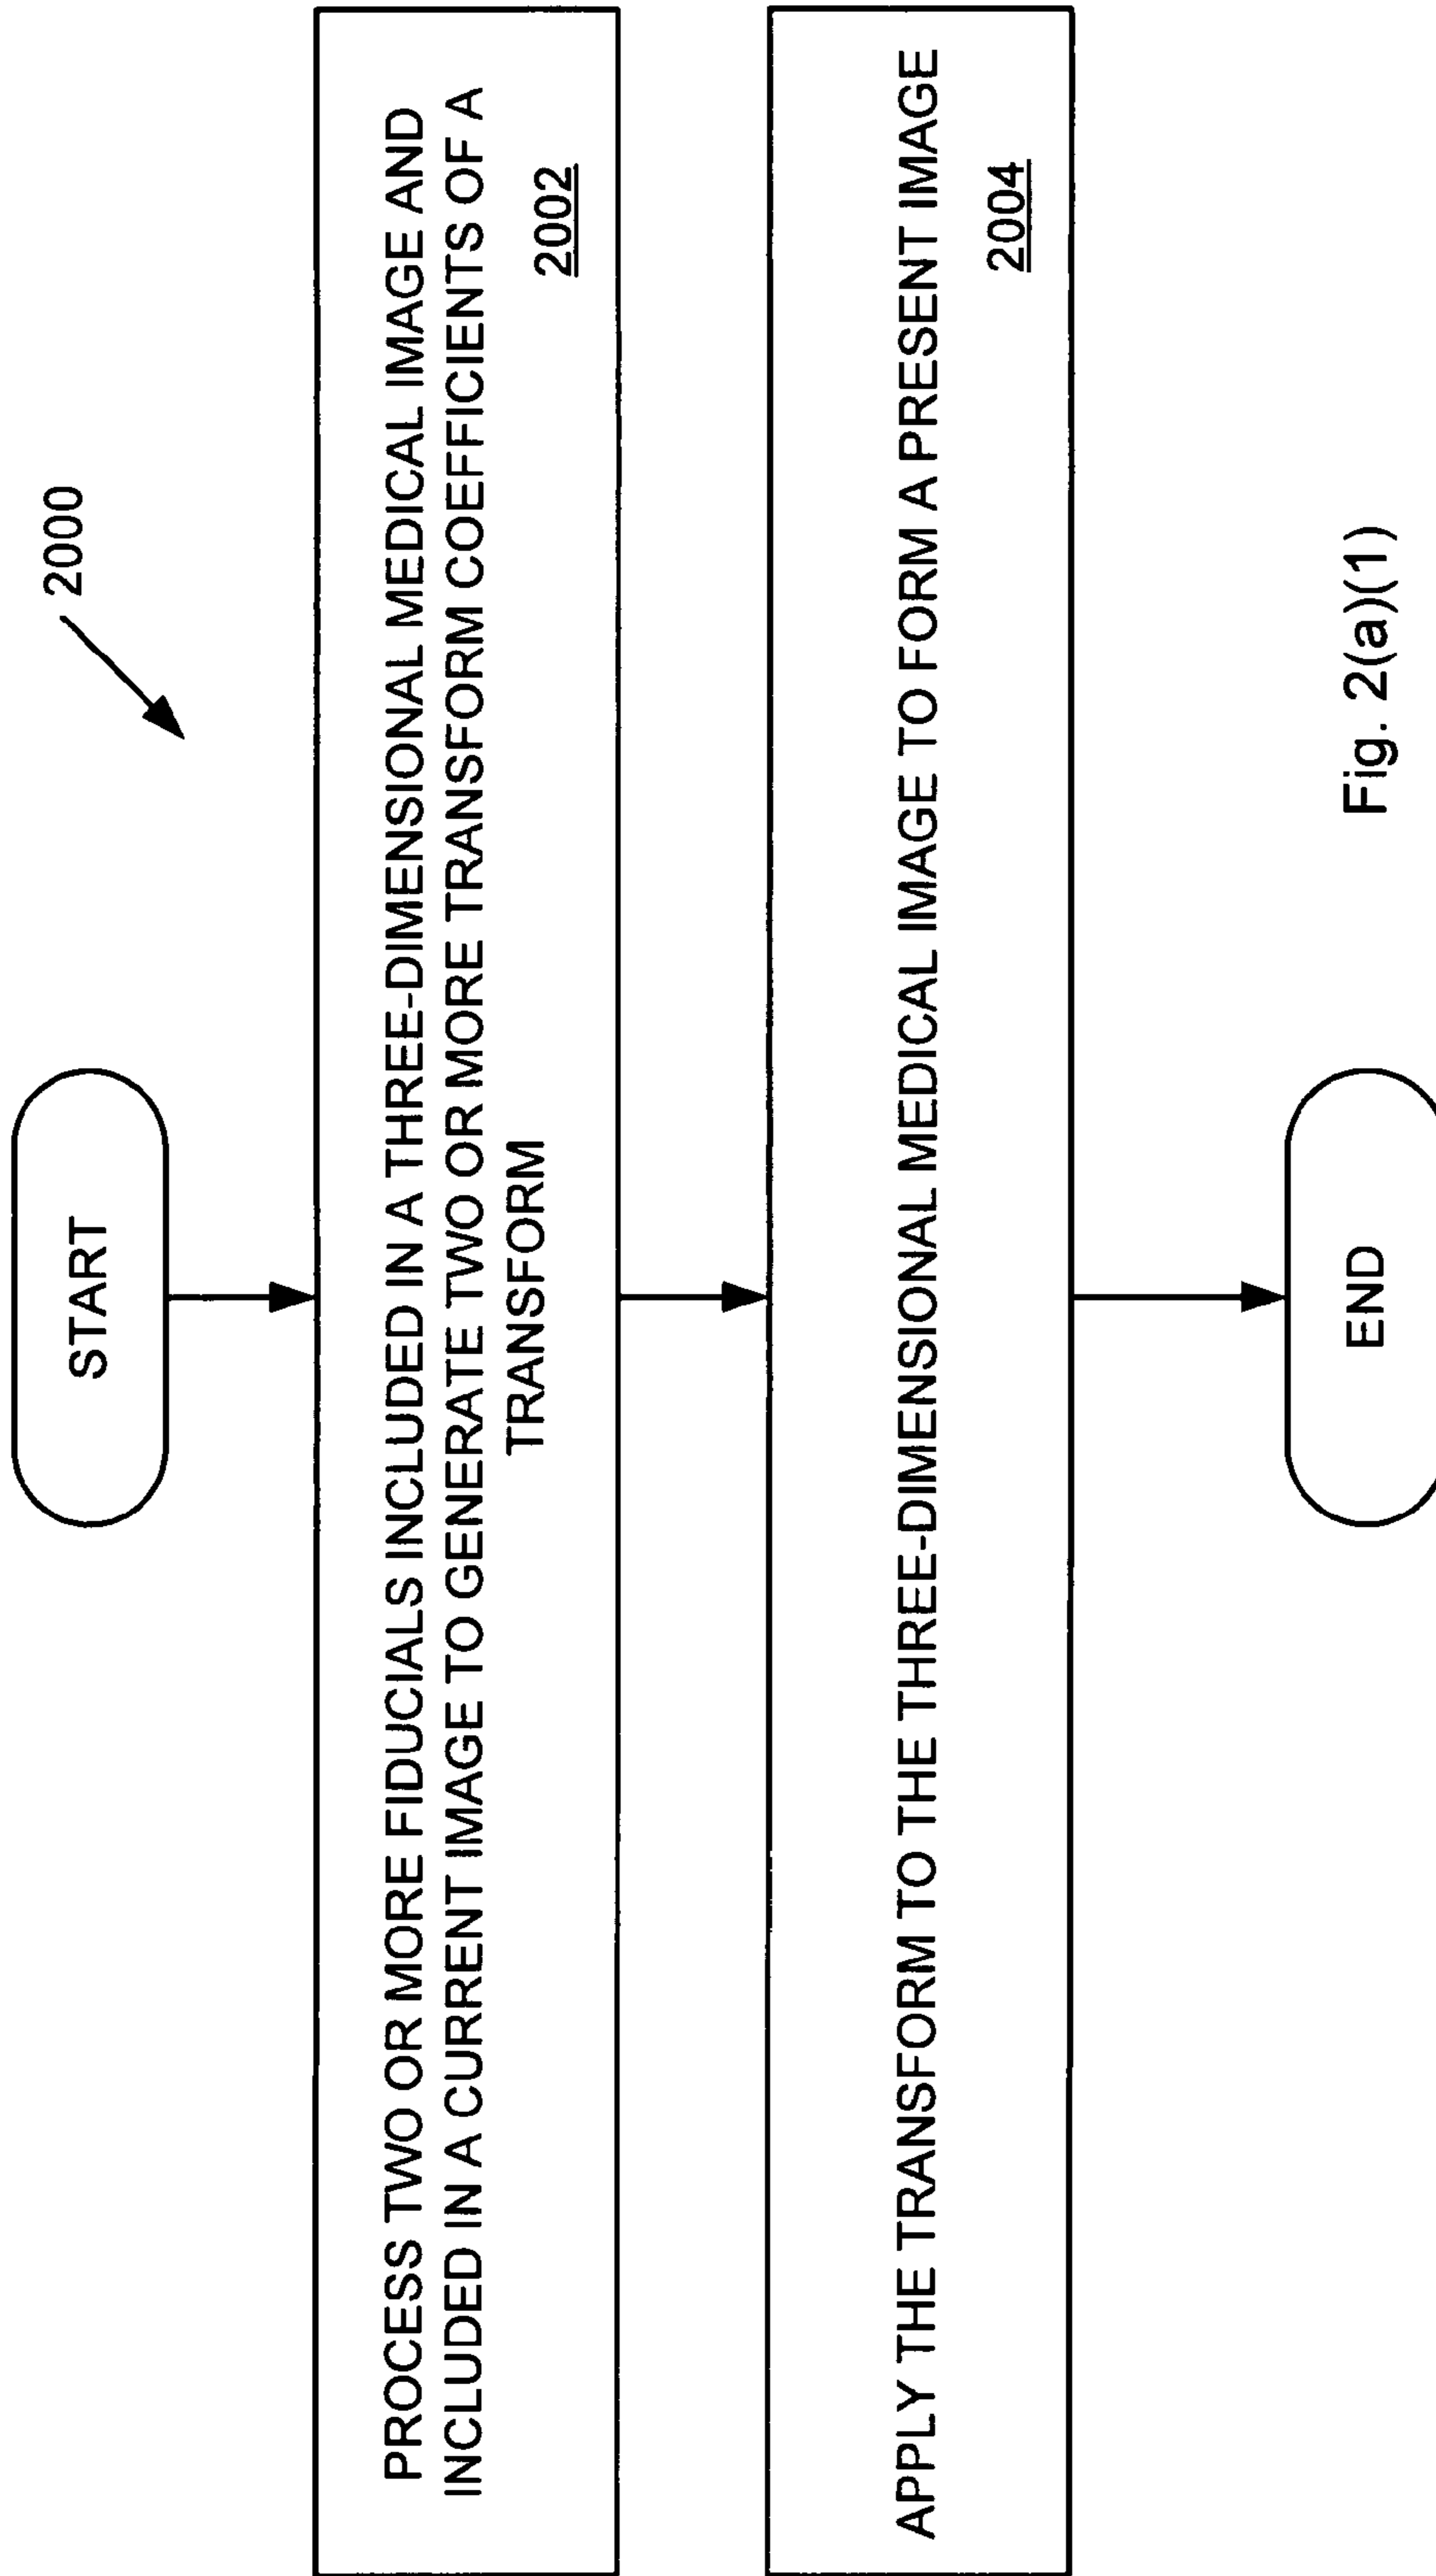 2000
START
PROCESS TWO OR MORE FIDUCIALS INCLUDED IN A THREE-DIMENSIONAL MEDICAL IMAGE AND
INCLUDED IN A CURRENT IMAGE TO GENERATE TWO OR MORE TRANSFORM COEFFICIENTS OF A
TRANSFORM
2002
APPLY THE TRANSFORM TO THE THREE-DIMENSIONAL MEDICAL IMAGE TO FORM A PRESENT IMAGE
2004
END
Fig. 2(a)(1)